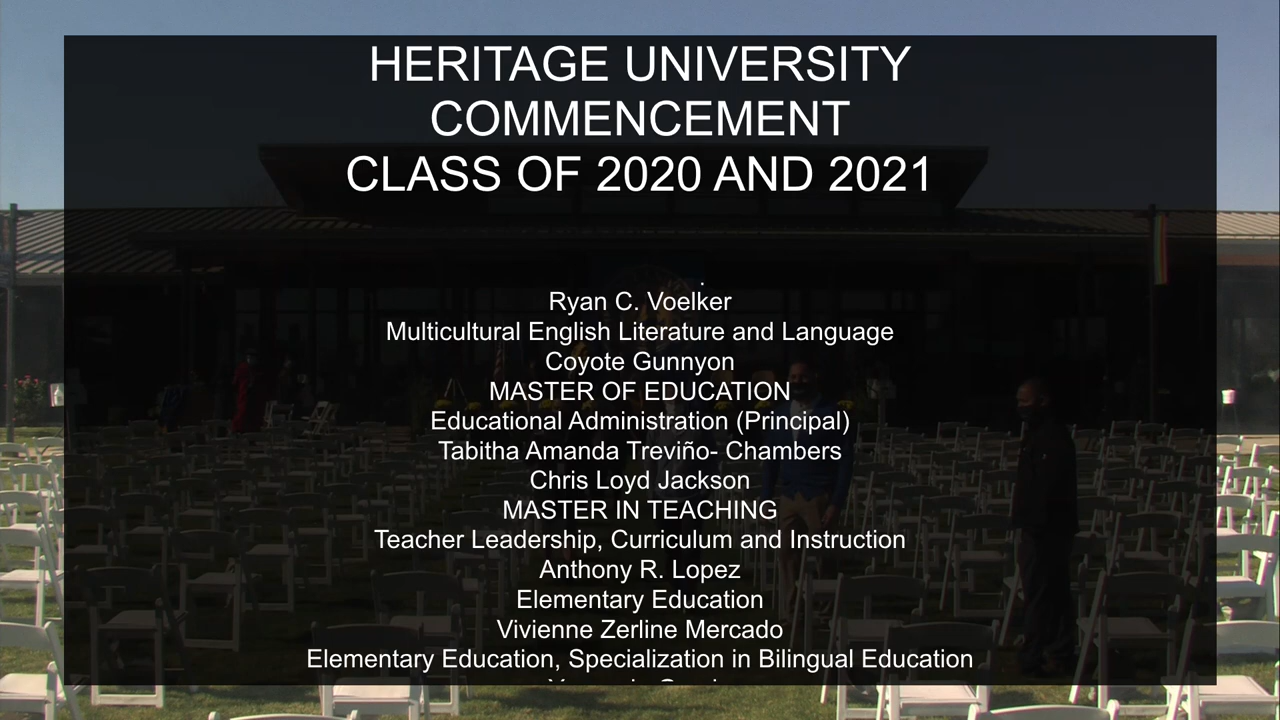 HERITAGE UNIVERSITY
COMMENCEMENT
CLASS OF 2020 AND 2021
Ryan C. Voelker
Multicultural English Literature and Language
Coyote Gunnyon
MASTER OF EDUCATION
Educational Administration (Principal)
Tabitha Amanda Treviño- Chambers
Chris Loyd Jackson
MASTER IN TEACHING
Teacher Leadership, Curriculum and Instruction
Anthony R. Lopez
Elementary Education
Vivienne Zerline Mercado
Elementary Education, Specialization in Bilingual Education